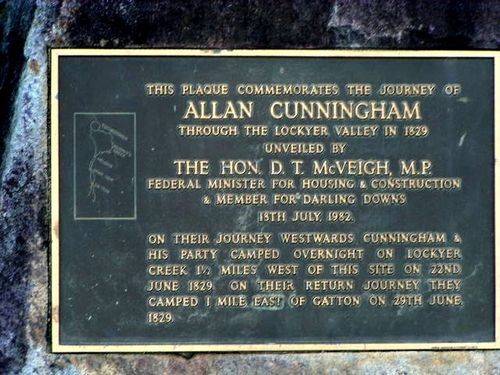 THIS PLAQUE COMMEMORATES THE JOURNEY OF
ALLAN CUNNINGHAM
THROUGH THE LOCKYER VALLEY IN 1829
UNVEILED BY
THE HON. D. T. McVEIGH, M.P.
FEDERAL MINISTER FOR HOUSING & CONSTRUCTION
& MEMBER FOR DARLING DOWNS
18TH JULY 1982.
ON THEIR JOURNEY WESTWARDS CUNNINGHAM &
HIS PARTY CAMPED OVERNIGHT ON LOCKYER
CREEK 1½ MILES WEST OF THIS SITE ON 22ND
JUNE 1829. ON THEIR RETURN JOURNEY THEY
CAMPED 1 MILE EAST OF GATTON ON 29TH JUNE
1829.